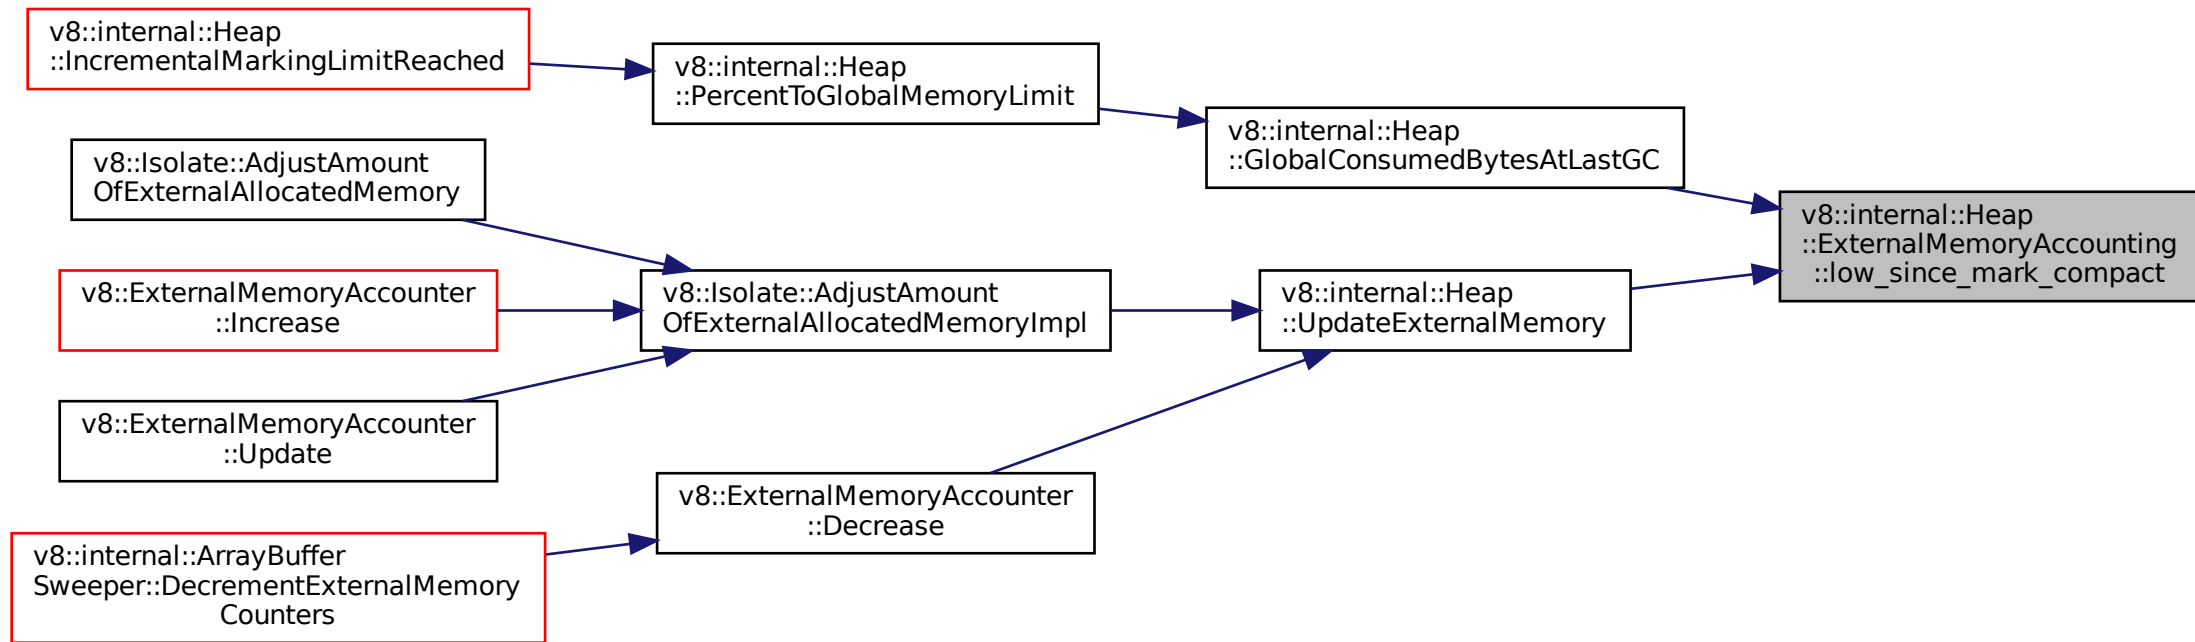 v8::internal::Heap
::IncrementalMarkingLimitReached
v8::internal::Heap
::PercentToGlobalMemoryLimit
v8::internal::Heap
::GlobalConsumedBytesAtLastGC
v8::Isolate::AdjustAmount
OfExternalAllocatedMemory
v8::internal::Heap
::ExternalMemoryAccounting
::low_since_mark_compact
v8::ExternalMemoryAccounter
::Increase
v8::Isolate::AdjustAmount
OfExternalAllocatedMemoryImpl
v8::internal::Heap
::UpdateExternalMemory
v8::ExternalMemoryAccounter
::Update
v8::ExternalMemoryAccounter
::Decrease
v8::internal::ArrayBuffer
Sweeper::DecrementExternalMemory
Counters